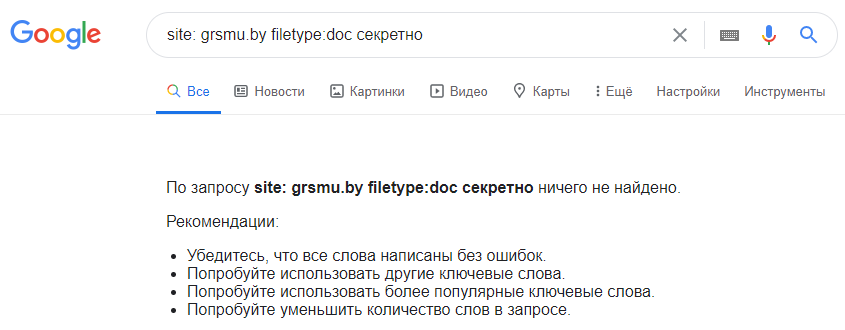 Google
site: grsmu.by filetype:doc секретно
Все Новости Картинки Видео Карты Ещё Настройки Инструменты
По запросу site: grsmu.by filetype:doc секретно ничего не найдено.
Рекомендации:
Убедитесь, что все слова написаны без ошибок.
Попробуйте использовать другие ключевые слова.
Попробуйте использовать более популярные ключевые слова.
Попробуйте уменьшить количество слов в запросе.